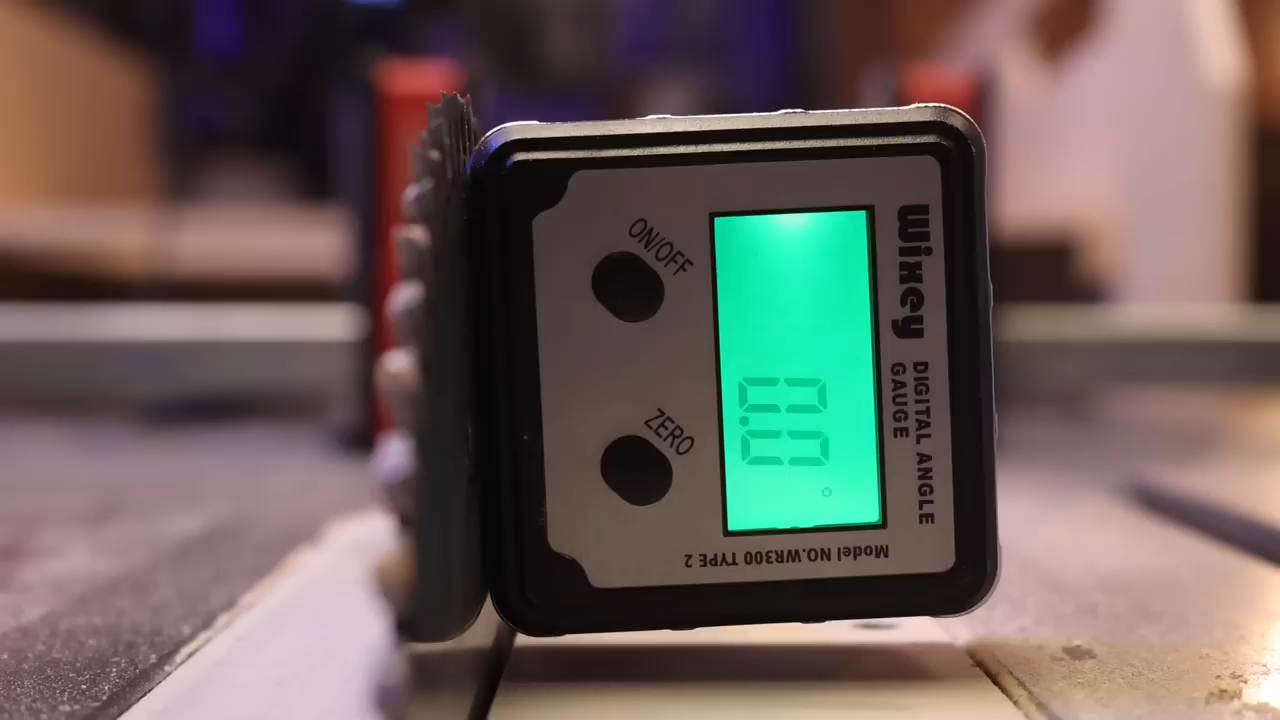 Wixey
DIGITAL ANGLE
GAUGE
0.0°
ON/OFF
ZERO
Model NO.WR300 TYPE 2